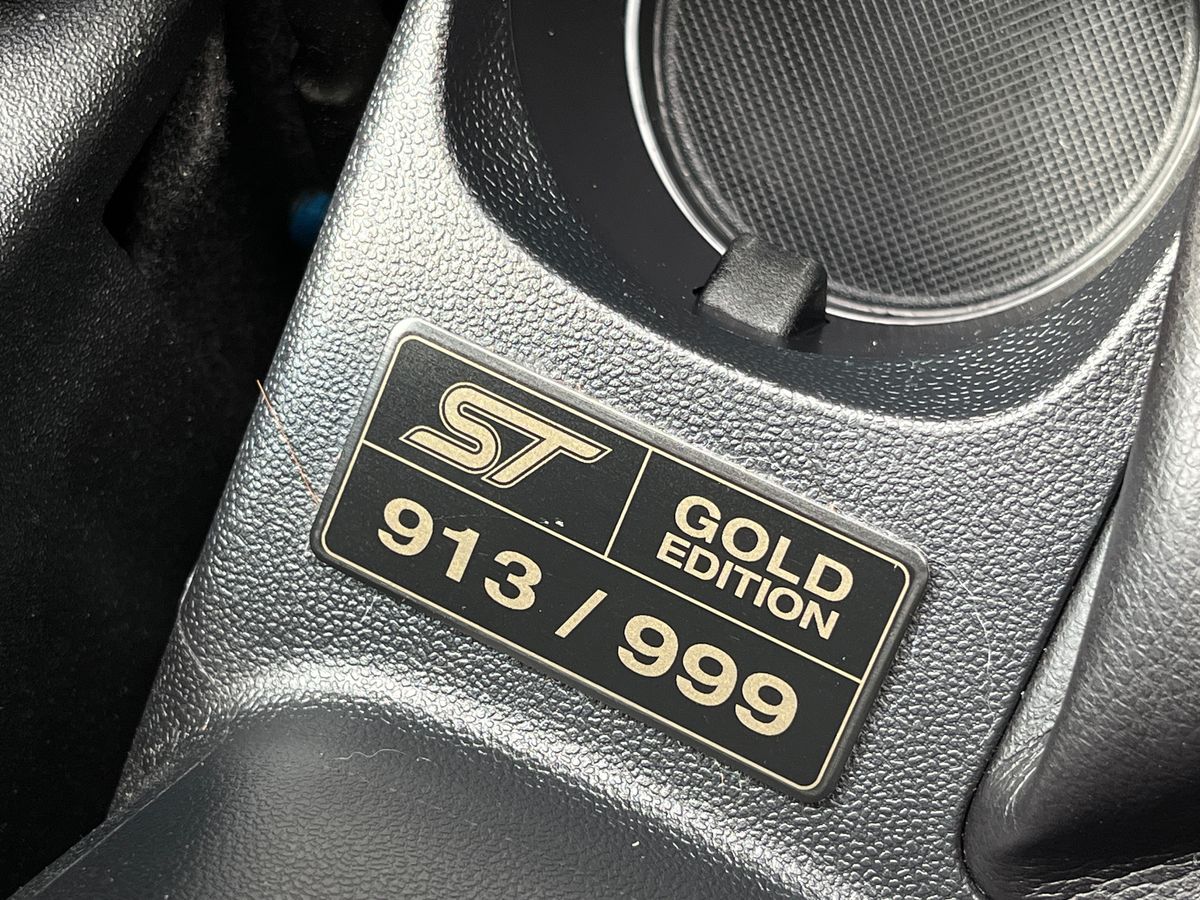 ST
GOLD
EDITION
913 / 999